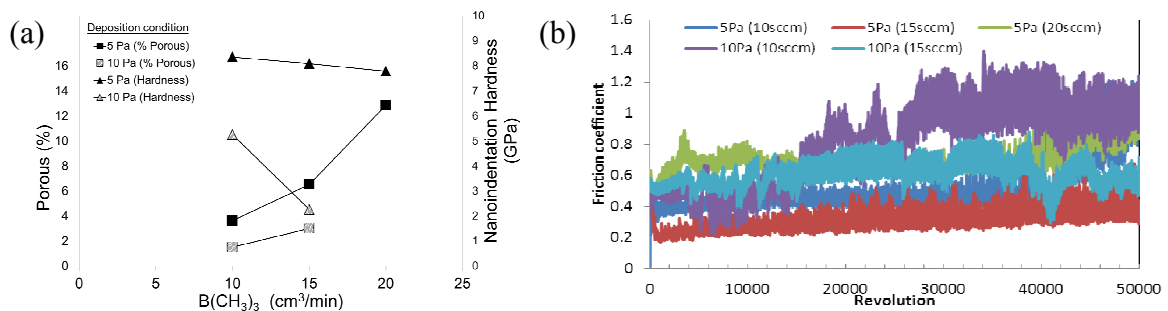 (a)
Deposition condition
5 Pa (% Porous)
10 Pa (% Porous)
5 Pa (Hardness)
10 Pa (Hardness)
Porous (%)
16
14
12
10
8
6
4
2
0
0
5
10
15
20
25
B(CH3)3 (cm³/min)
10
9
8
7
6
5
4
3
2
1
0
Nanoindentation Hardness
(GPa)
(b)
5Pa (10sccm) 5Pa (15sccm) 5Pa (20sccm)
10Pa (10sccm) 10Pa (15sccm)
Friction coefficient
1.6
1.4
1.2
1
0.8
0.6
0.4
0.2
0
0 10000 20000 30000 40000 50000
Revolution